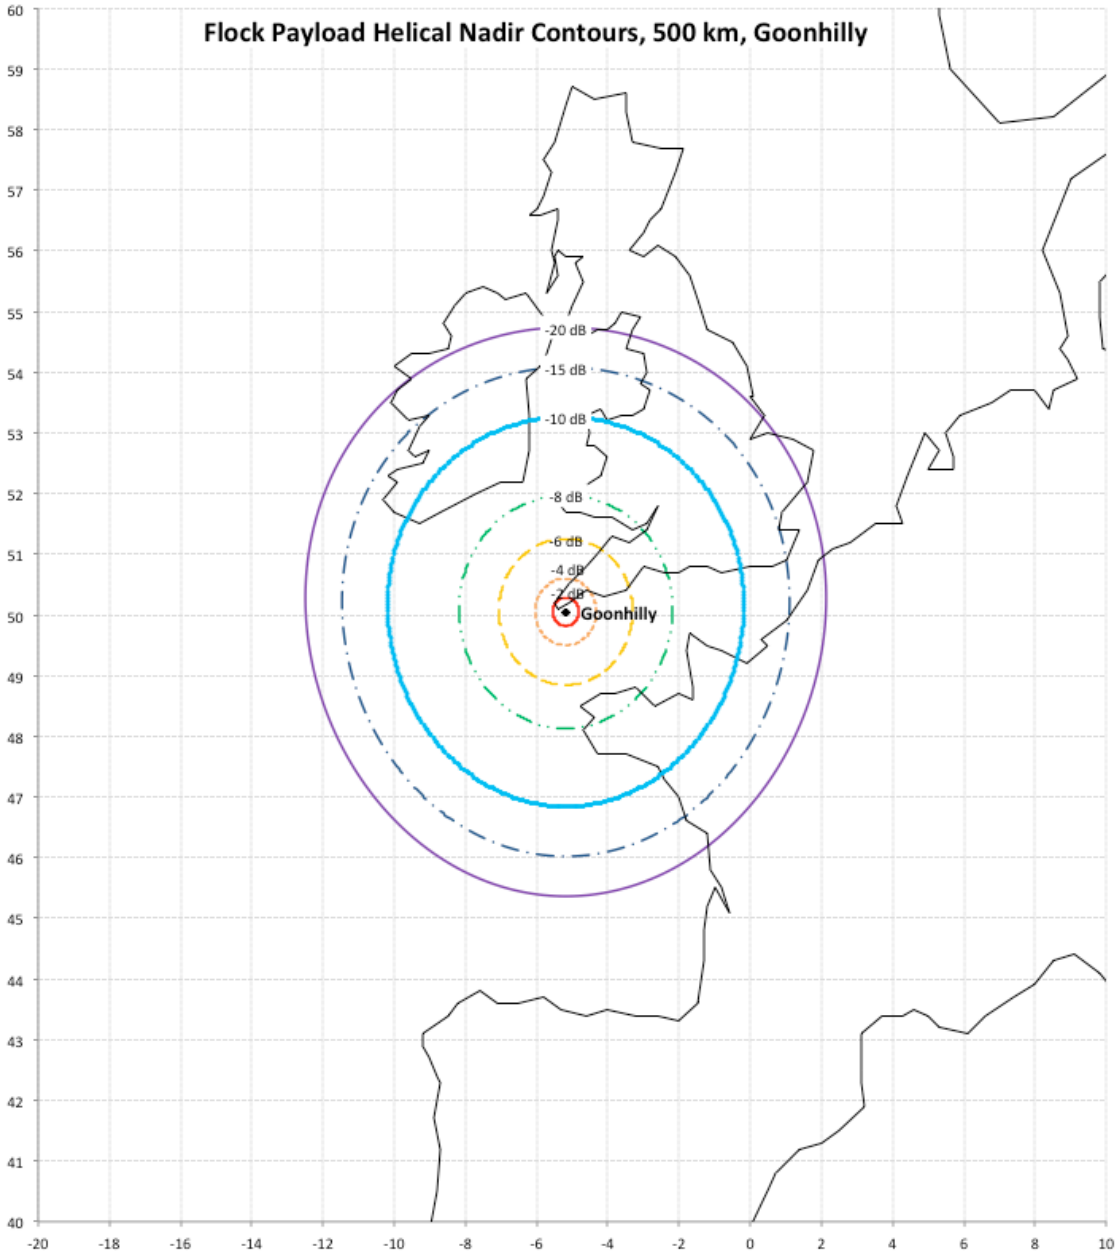 Flock Payload Helical Nadir Contours, 500 km, Goonhilly
60
59
58
57
56
55
54
53
52
51
50
49
48
47
46
45
44
43
42
41
40
-20 dB
-15 dB
-10 dB
-8 dB
-6 dB
-4 dB
2 dB
Goonhilly
-20 -18 -16 -14 -12 -10 -8 -6 -4 -2 0 2 4 6 8 10